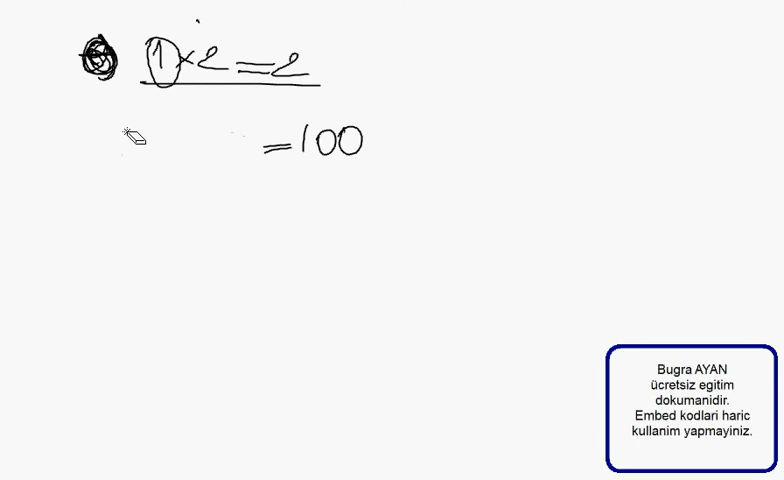 1×2=2
=100
Bugra AYAN
ücretsiz egitim
dokumanidir.
Embed kodlari haric
kullanim yapmayiniz.